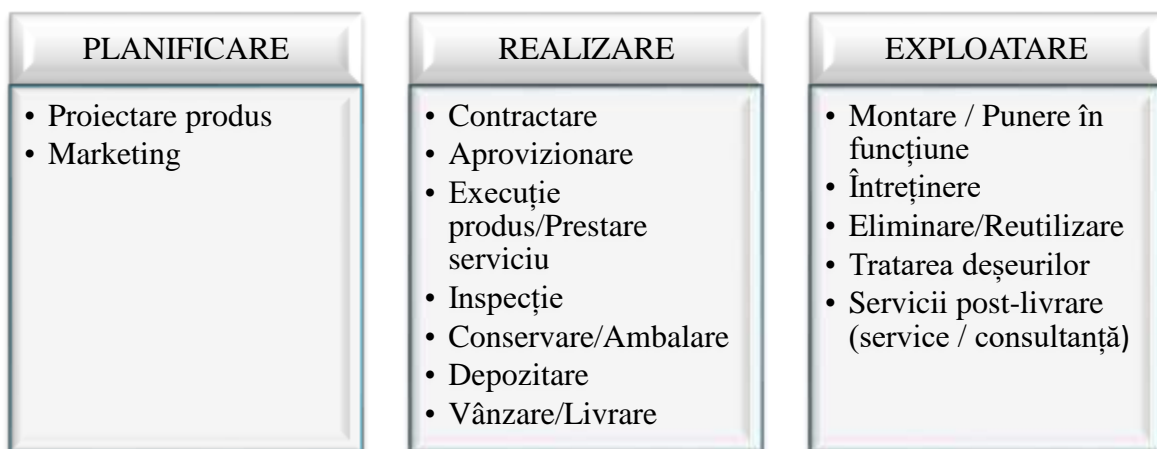 PLANIFICARE
• Proiectare produs
• Marketing
REALIZARE
• Contractare
• Aprovizionare
• Execuție
produs/Prestare
serviciu
• Inspecție
• Conservare/Ambalare
• Depozitare
• Vânzare/Livrare
EXPLOATARE
• Montare / Punere în
funcțiune
• Întreținere
• Eliminare/Reutilizare
• Tratarea deșeurilor
• Servicii post-livrare
(service / consultanță)